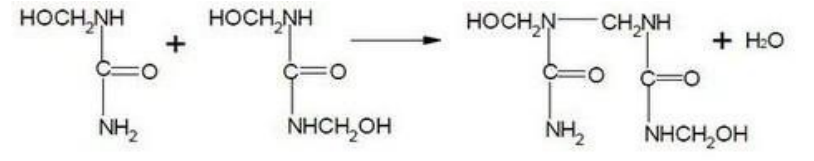 HOCH₂NH HOCH₂NH HOCH₂N—CH₂NH
C=O + C=O → C=O C=O + H₂O
NH₂ NHCH₂OH NH₂ NHCH₂OH